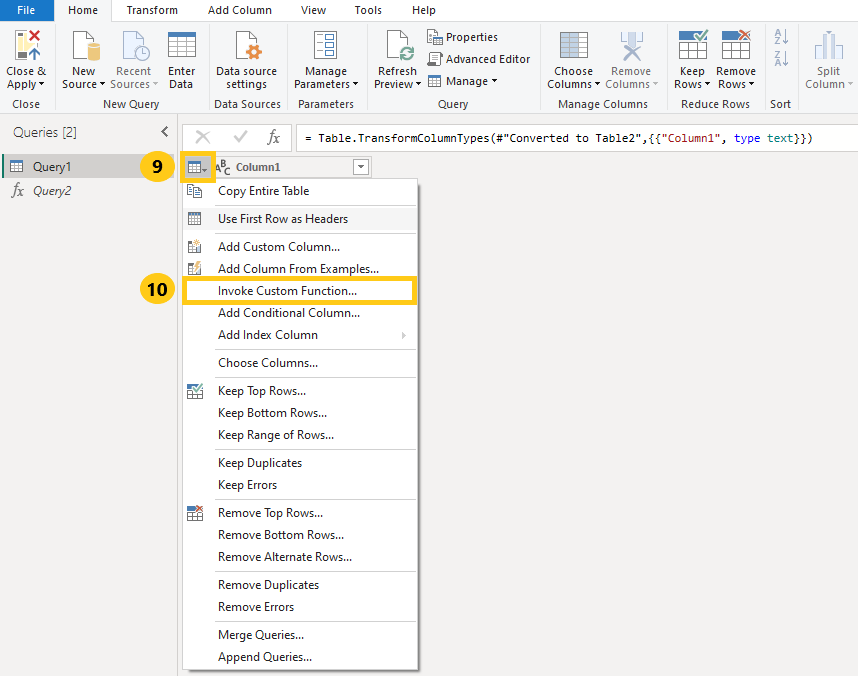 File Home Transform Add Column View Tools Help
Close & Apply
New Source
Recent Sources
Enter Data
Data source settings
Manage Parameters
Refresh Preview
Properties
Advanced Editor
Manage
Choose Columns
Remove Columns
Keep Rows
Remove Rows
Split Column
Close New Query Data Sources Parameters Query Manage Columns Reduce Rows Sort
Queries [2]
fx = Table.TransformColumnTypes(#"Converted to Table2",{{"Column1", type text}})
Query1
9
ABC Column1
fx Query2
Copy Entire Table
Use First Row as Headers
Add Custom Column...
Add Column From Examples...
10
Invoke Custom Function...
Add Conditional Column...
Add Index Column
Choose Columns...
Keep Top Rows...
Keep Bottom Rows...
Keep Range of Rows...
Keep Duplicates
Keep Errors
Remove Top Rows...
Remove Bottom Rows...
Remove Alternate Rows...
Remove Duplicates
Remove Errors
Merge Queries...
Append Queries...